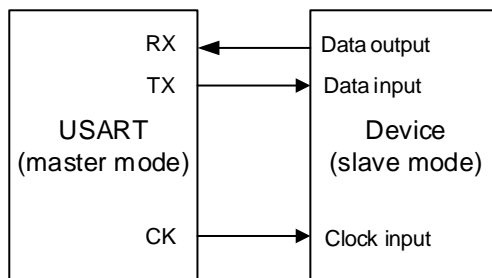 RX
Data output
TX
Data input
USART
(master mode)
Device
(slave mode)
CK
Clock input